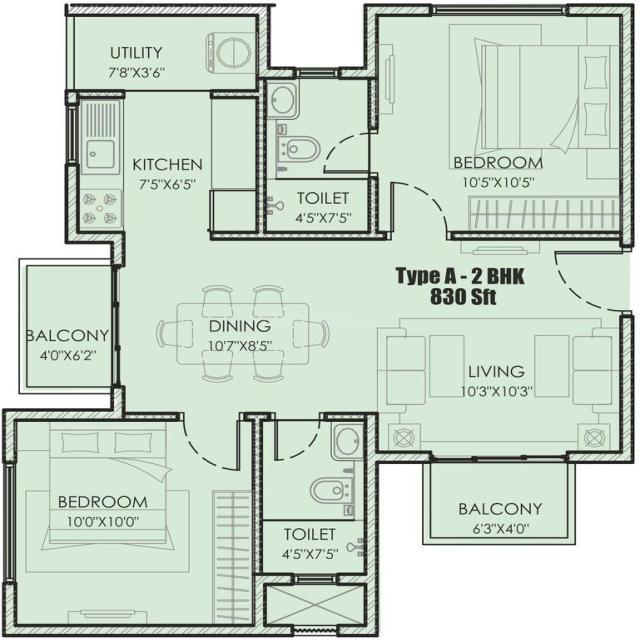 UTILITY
7'8"X3'6"
KITCHEN
7'5"X6'5"
BEDROOM
10'5"X10'5"
TOILET
4'5"X7'5"
Type A - 2 BHK
830 Sft
BALCONY
4'0"X6'2"
DINING
10'7"X8'5"
LIVING
10'3"X10'3"
BEDROOM
10'0"X10'0"
TOILET
4'5"X7'5"
BALCONY
6'3"X4'0"